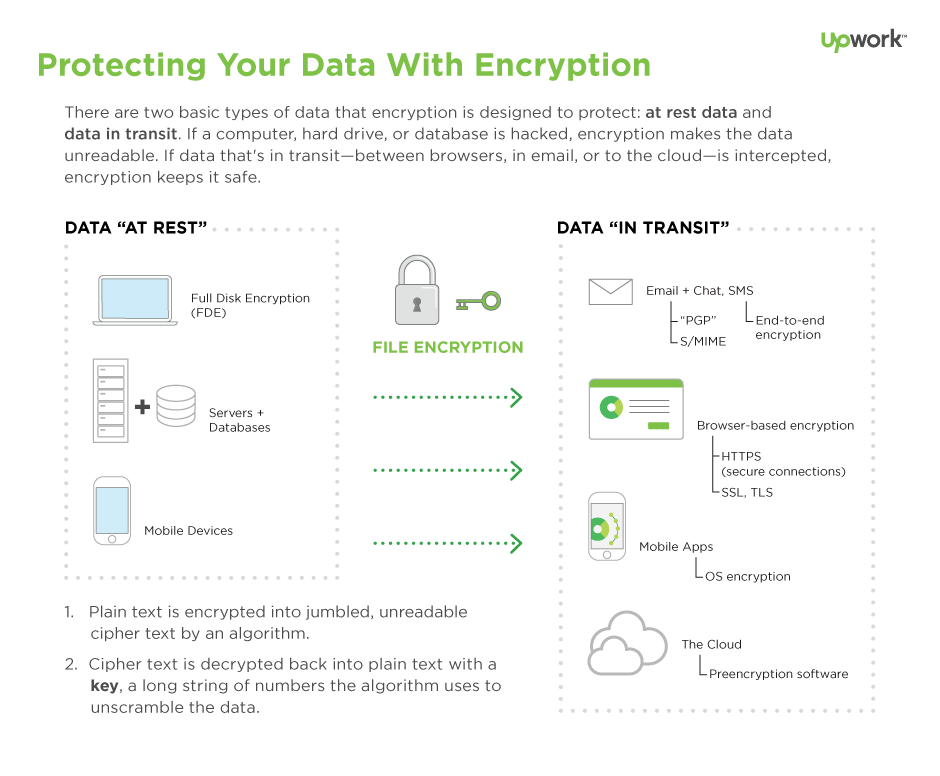 upwork™
Protecting Your Data With Encryption
There are two basic types of data that encryption is designed to protect: at rest data and
data in transit. If a computer, hard drive, or database is hacked, encryption makes the data
unreadable. If data that's in transit—between browsers, in email, or to the cloud—is intercepted,
encryption keeps it safe.
DATA “AT REST”
Full Disk Encryption
(FDE)
Servers +
Databases
Mobile Devices
FILE ENCRYPTION
DATA “IN TRANSIT”
Email + Chat, SMS
“PGP”
S/MIME
End-to-end
encryption
Browser-based encryption
HTTPS
(secure connections)
SSL, TLS
Mobile Apps
OS encryption
The Cloud
Preencryption software
1. Plain text is encrypted into jumbled, unreadable
cipher text by an algorithm.
2. Cipher text is decrypted back into plain text with a
key, a long string of numbers the algorithm uses to
unscramble the data.